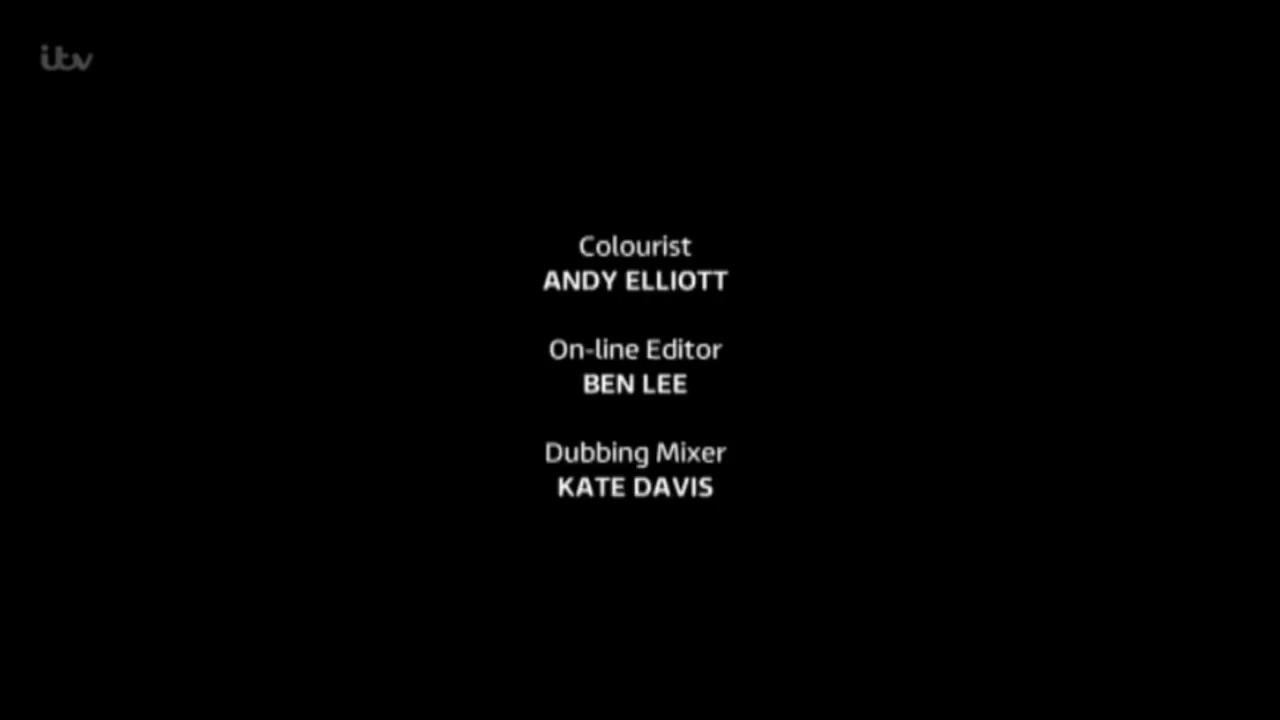 itv
Colourist
ANDY ELLIOTT
On-line Editor
BEN LEE
Dubbing Mixer
KATE DAVIS